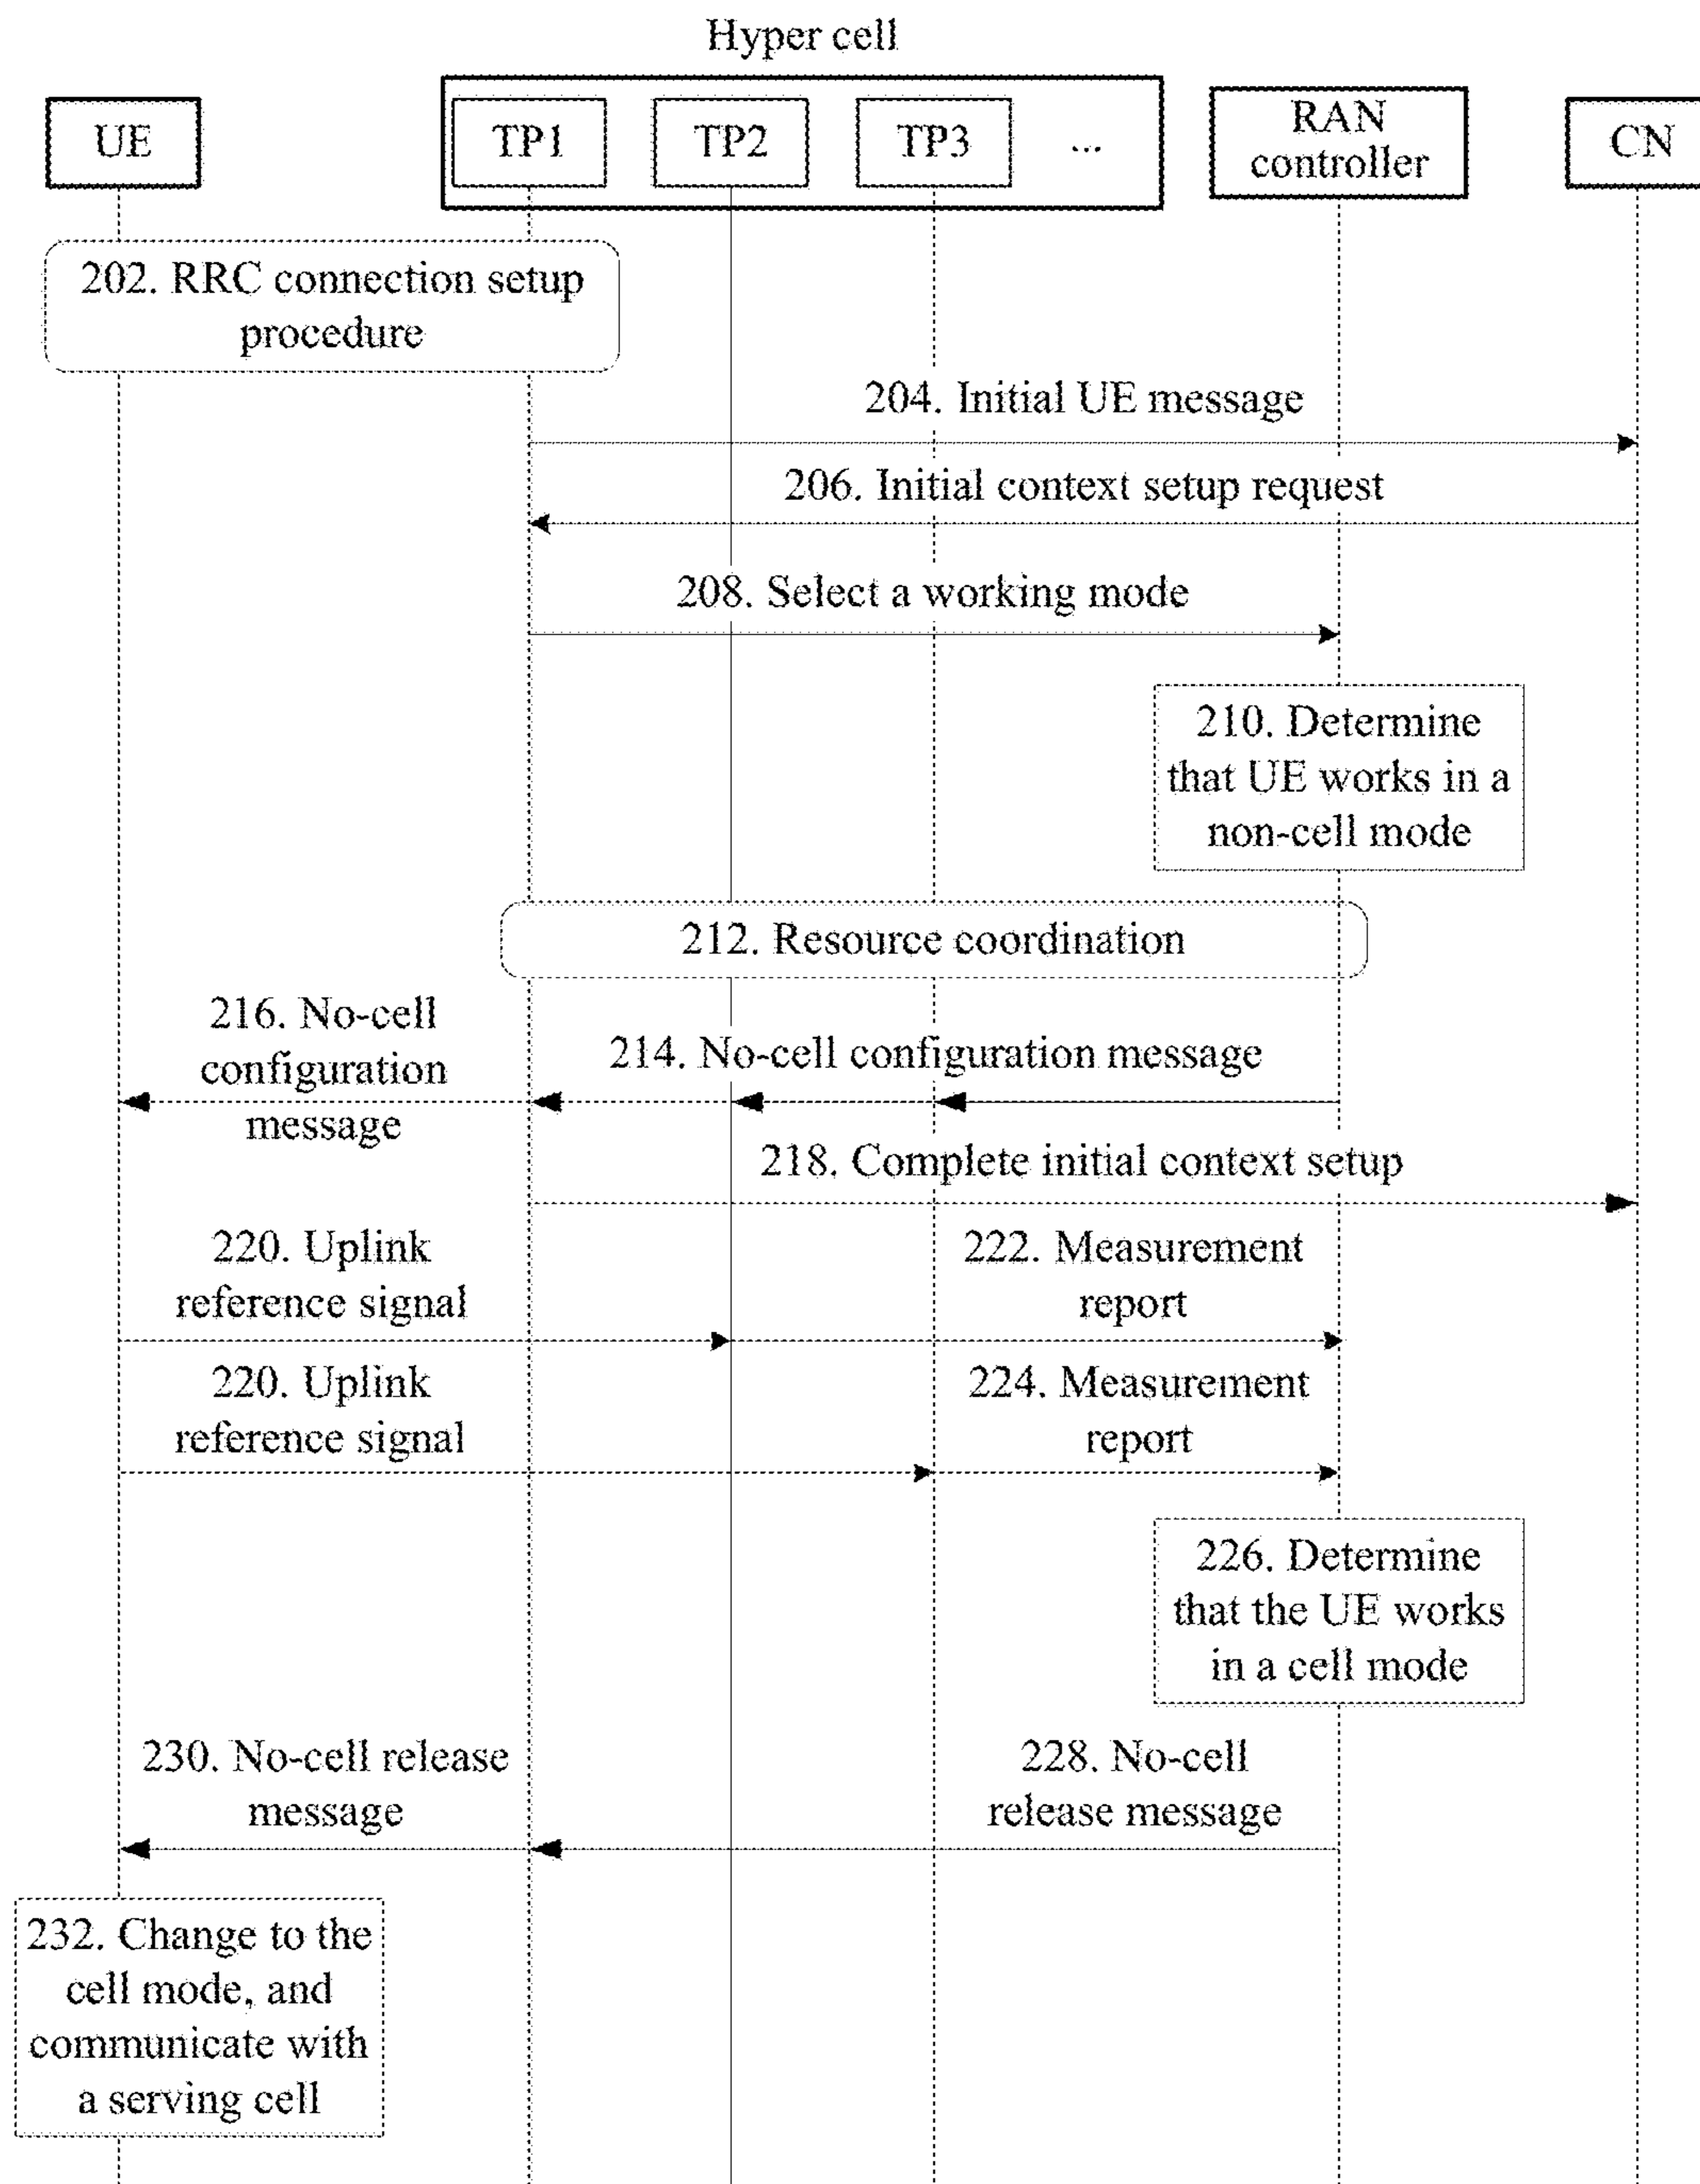 Hyper cell
UE
TP1
TP2
TP3
...
RAN
controller
CN
202. RRC connection setup
procedure
204. Initial UE message
206. Initial context setup request
208. Select a working mode
210. Determine
that UE works in a
non-cell mode
212. Resource coordination
216. No-cell
configuration
message
214. No-cell configuration message
218. Complete initial context setup
220. Uplink
reference signal
222. Measurement
report
220. Uplink
reference signal
224. Measurement
report
226. Determine
that the UE works
in a cell mode
230. No-cell release
message
228. No-cell
release message
232. Change to the
cell mode, and
communicate with
a serving cell